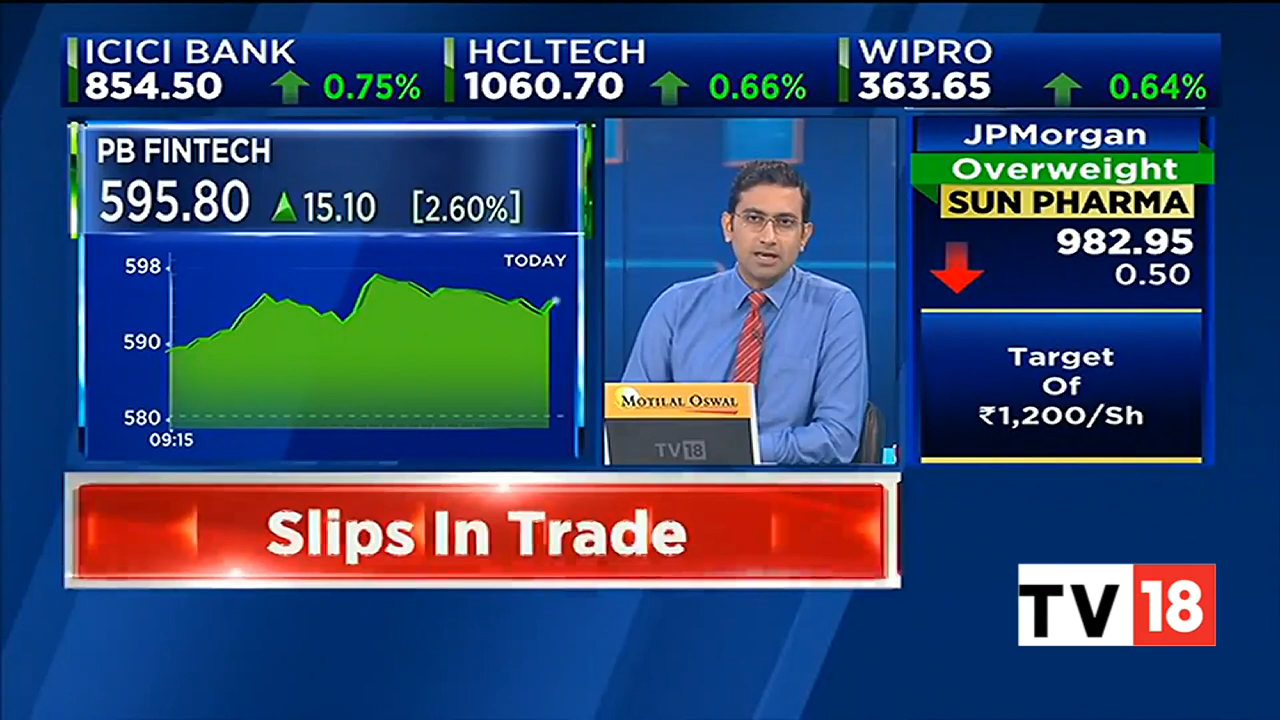 ICICI BANK
854.50 0.75%
HCLTECH
1060.70 0.66%
WIPRO
363.65 0.64%
PB FINTECH
595.80 15.10 [2.60%]
TODAY
598
590
580
09:15
MOTILAL OSWAL
TV18
JPMorgan
Overweight
SUN PHARMA
982.95
0.50
Target
Of
₹1,200/Sh
Slips In Trade
TV18